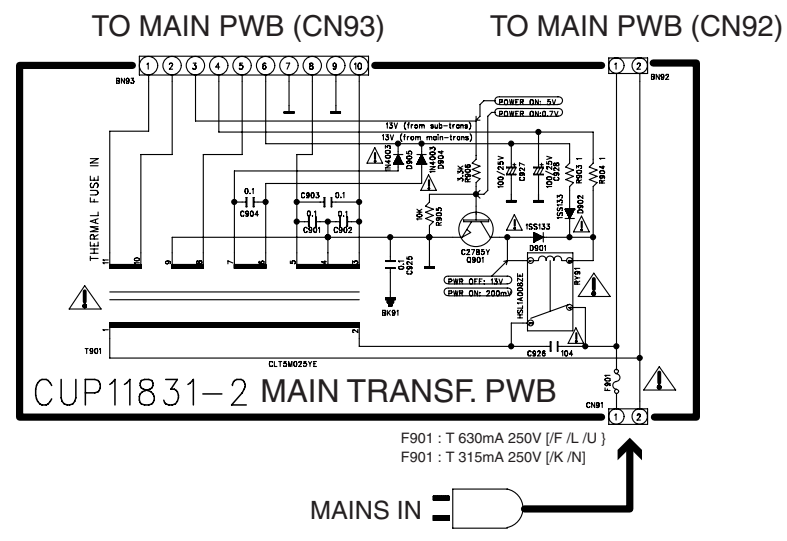 TO MAIN PWB (CN93)
TO MAIN PWB (CN92)
BN93
1 2 3 4 5 6 7 8 9 10
1 2
BN92
POWER ON: 5V
POWER ON:0.7V
13V (from sub-trans)
13V (from main-trans)
THERMAL FUSE IN
1N4003
D905
1N4003
D904
3.3K
R906
100/25V
C927
100/25V
C928
R903 1
R904 1
0.1
C904
C903 0.1
0.1
C901
0.1
C902
10K
R905
1SS133
D902
1SS133
D901
C2785Y
Q901
0.1
C925
BK91
PWR OFF: 13V
PWR ON: 200mV
HSL1A008ZE
RY91
11 10 9 8 7 6 5 4 3
1 2
T901
CLT5M025YE
C926 104
F901
CUP11831-2 MAIN TRANSF. PWB
CN91
1 2
F901 : T 630mA 250V [/F /L /U }
F901 : T 315mA 250V [/K /N]
MAINS IN